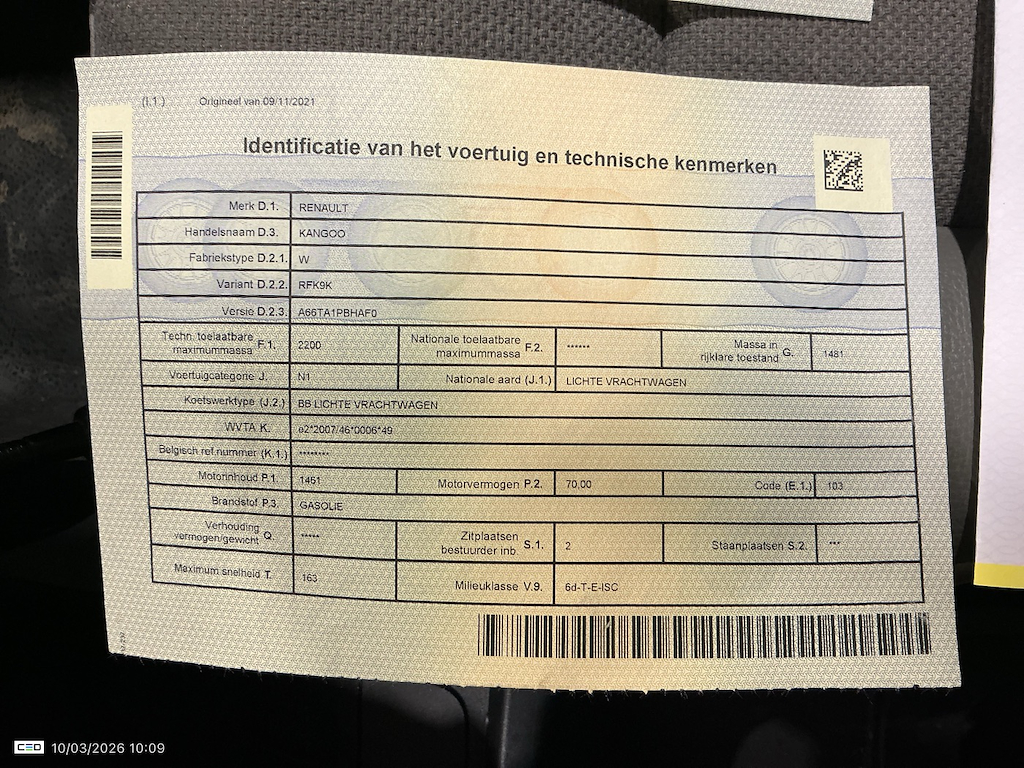 (I.1.) Origineel van 09/11/2021
Identificatie van het voertuig en technische kenmerken
Merk D.1. RENAULT
Handelsnaam D.3. KANGOO
Fabriekstype D.2.1. W
Variant D.2.2. RFK9K
Versie D.2.3. A66TA1PBHAF0
Techn. toelaatbare maximummassa F.1. 2200 Nationale toelaatbare maximummassa F.2. ****** Massa in rijklare toestand G. 1481
Voertuigcategorie J. N1 Nationale aard (J.1.) LICHTE VRACHTWAGEN
Koetswerktype (J.2.) BB LICHTE VRACHTWAGEN
WVTA K. e2*2007/46*0006*49
Belgisch ref.nummer (K.1.) ********
Motorinhoud P.1. 1461 Motorvermogen P.2. 70,00 Code (E.1.) 103
Brandstof P.3. GASOLIE
Verhouding vermogen/gewicht Q. ***** Zitplaatsen bestuurder inb. S.1. 2 Staanplaatsen S.2. ***
Maximum snelheid T. 163 Milieuklasse V.9. 6d-T-E-ISC
CEO 10/03/2026 10:09